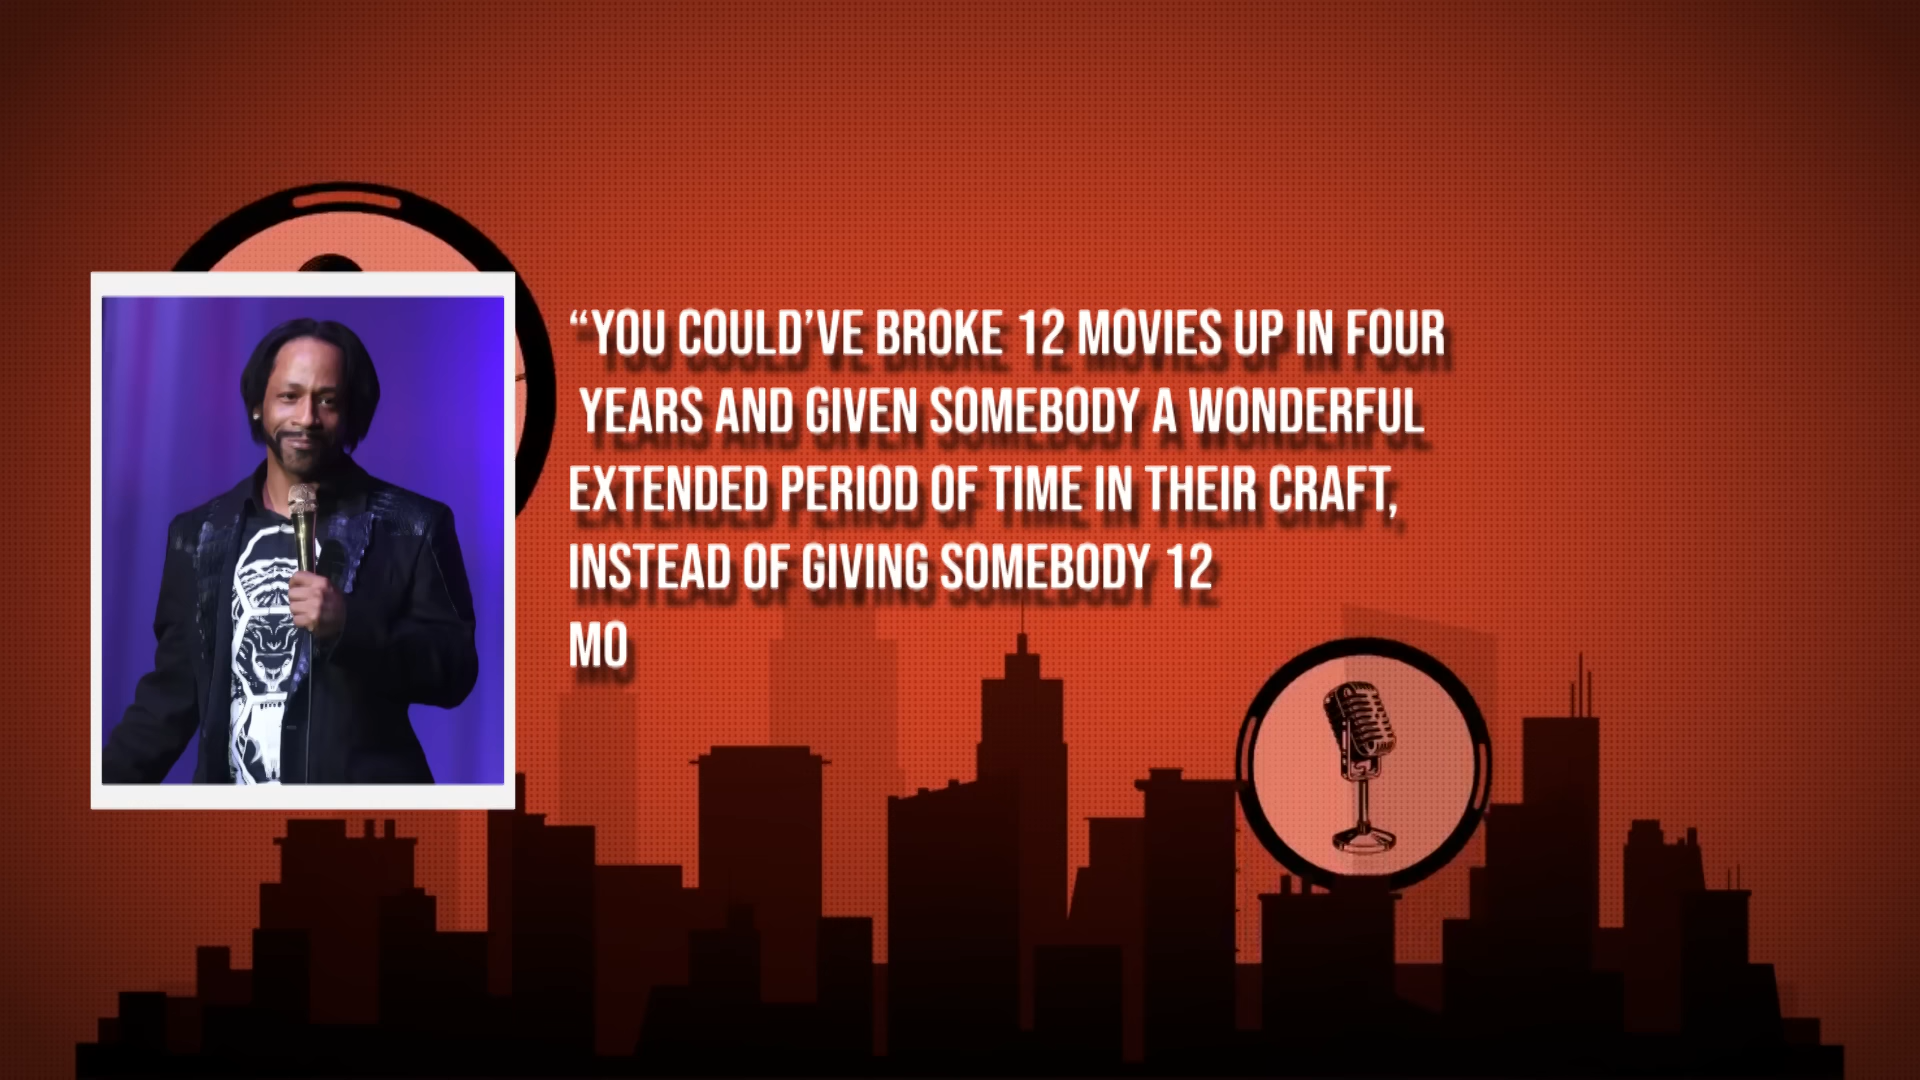 “YOU COULD’VE BROKE 12 MOVIES UP IN FOUR
YEARS AND GIVEN SOMEBODY A WONDERFUL
EXTENDED PERIOD OF TIME IN THEIR CRAFT,
INSTEAD OF GIVING SOMEBODY 12
MO